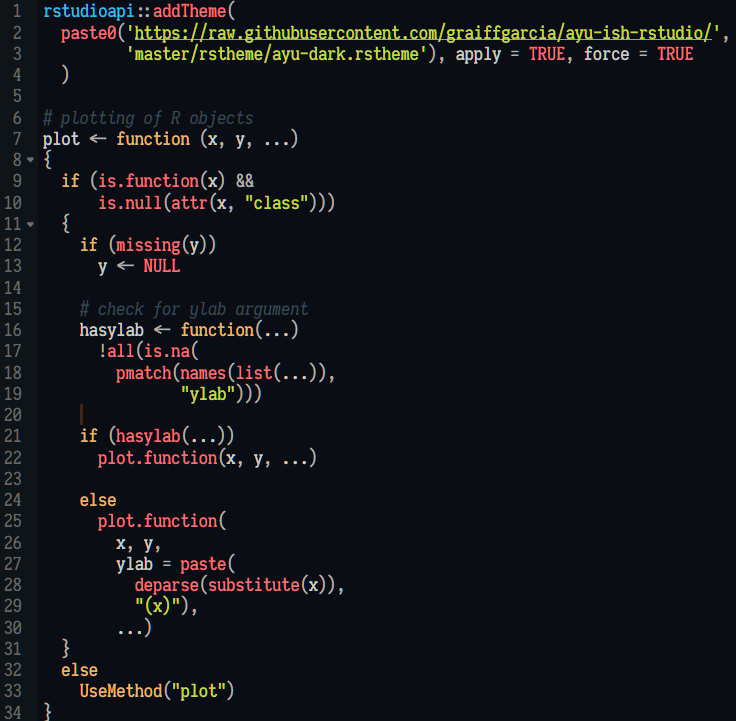 1 rstudioapi::addTheme(
2   paste0('https://raw.githubusercontent.com/graiffgarcia/ayu-ish-rstudio/',
3          'master/rstheme/ayu-dark.rstheme'), apply = TRUE, force = TRUE
4   )
5
6 # plotting of R objects
7 plot <- function (x, y, ...)
8 {
9   if (is.function(x) &&
10       is.null(attr(x, "class")))
11   {
12     if (missing(y))
13       y <- NULL
14
15     # check for ylab argument
16     hasylab <- function(...)
17       !all(is.na(
18         pmatch(names(list(...)),
19                "ylab")))
20
21     if (hasylab(...))
22       plot.function(x, y, ...)
23
24     else
25       plot.function(
26         x, y,
27         ylab = paste(
28           deparse(substitute(x)),
29           "(x)"),
30         ...)
31   }
32   else
33     UseMethod("plot")
34 }